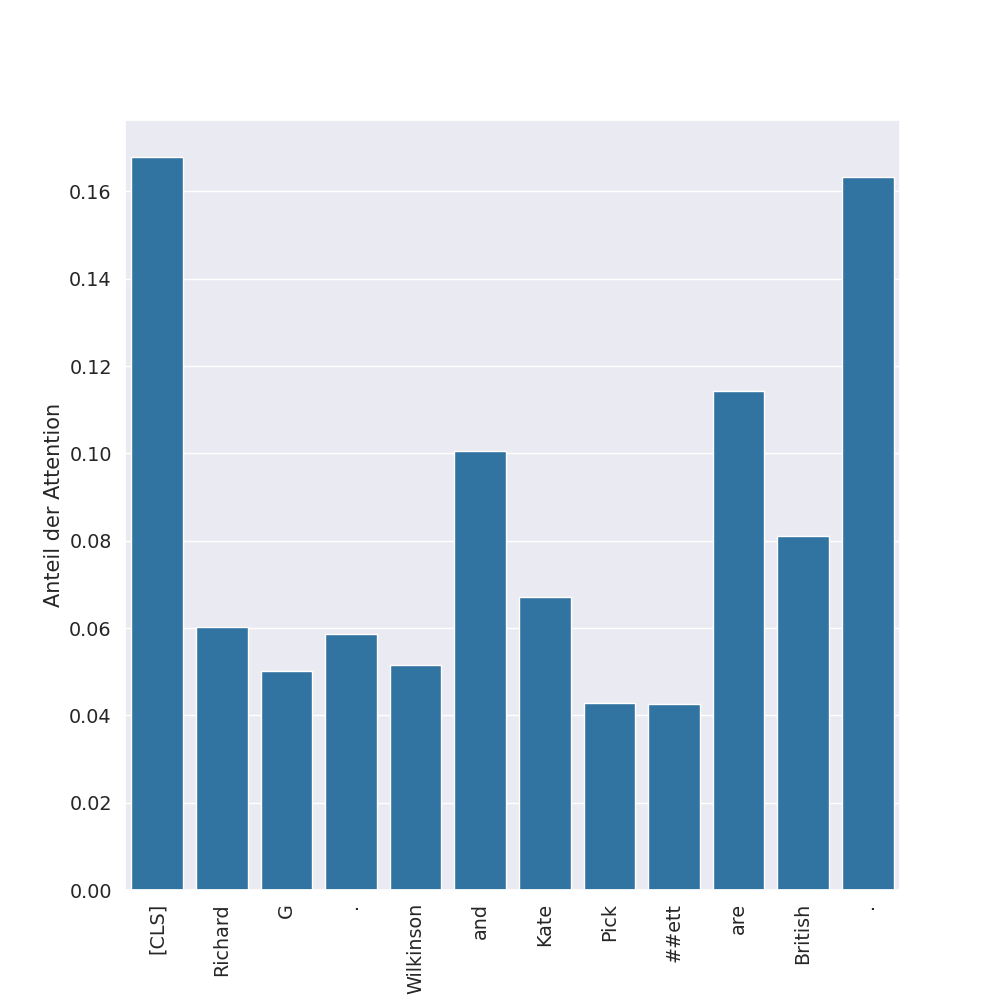 Anteil der Attention
0.16
0.14
0.12
0.10
0.08
0.06
0.04
0.02
0.00
[CLS]
Richard
G
.
Wilkinson
and
Kate
Pick
##ett
are
British
.